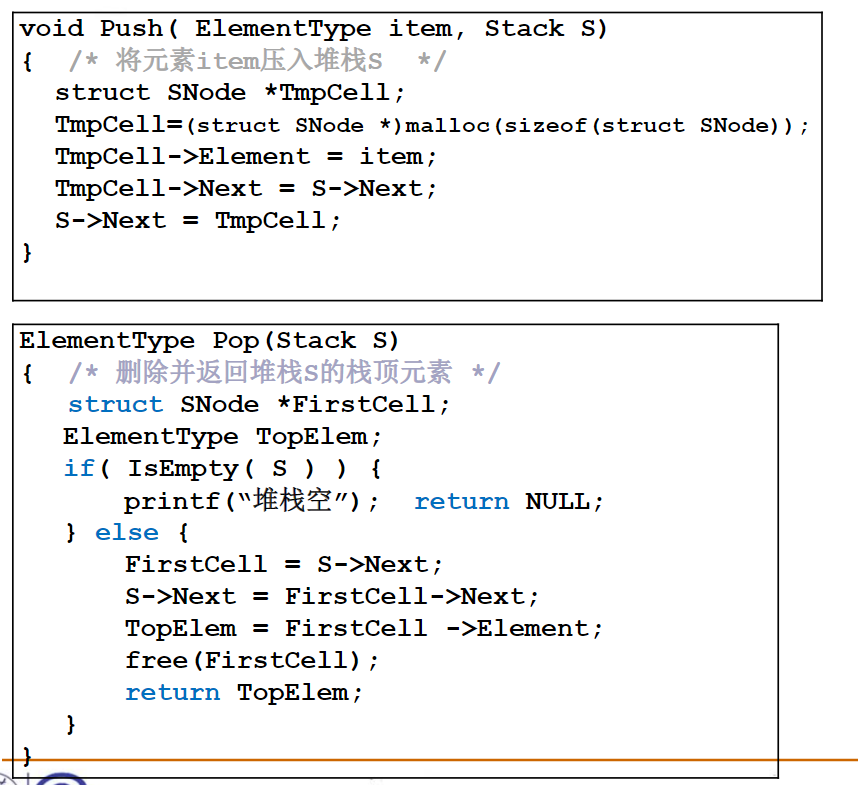 void Push( ElementType item, Stack S)
{ /* 将元素item压入堆栈S */
struct SNode *TmpCell;
TmpCell=(struct SNode *)malloc(sizeof(struct SNode));
TmpCell->Element = item;
TmpCell->Next = S->Next;
S->Next = TmpCell;
}
ElementType Pop(Stack S)
{ /* 删除并返回堆栈S的栈顶元素 */
struct SNode *FirstCell;
ElementType TopElem;
if( IsEmpty( S ) ) {
printf(“堆栈空”); return NULL;
} else {
FirstCell = S->Next;
S->Next = FirstCell->Next;
TopElem = FirstCell ->Element;
free(FirstCell);
return TopElem;
}
}